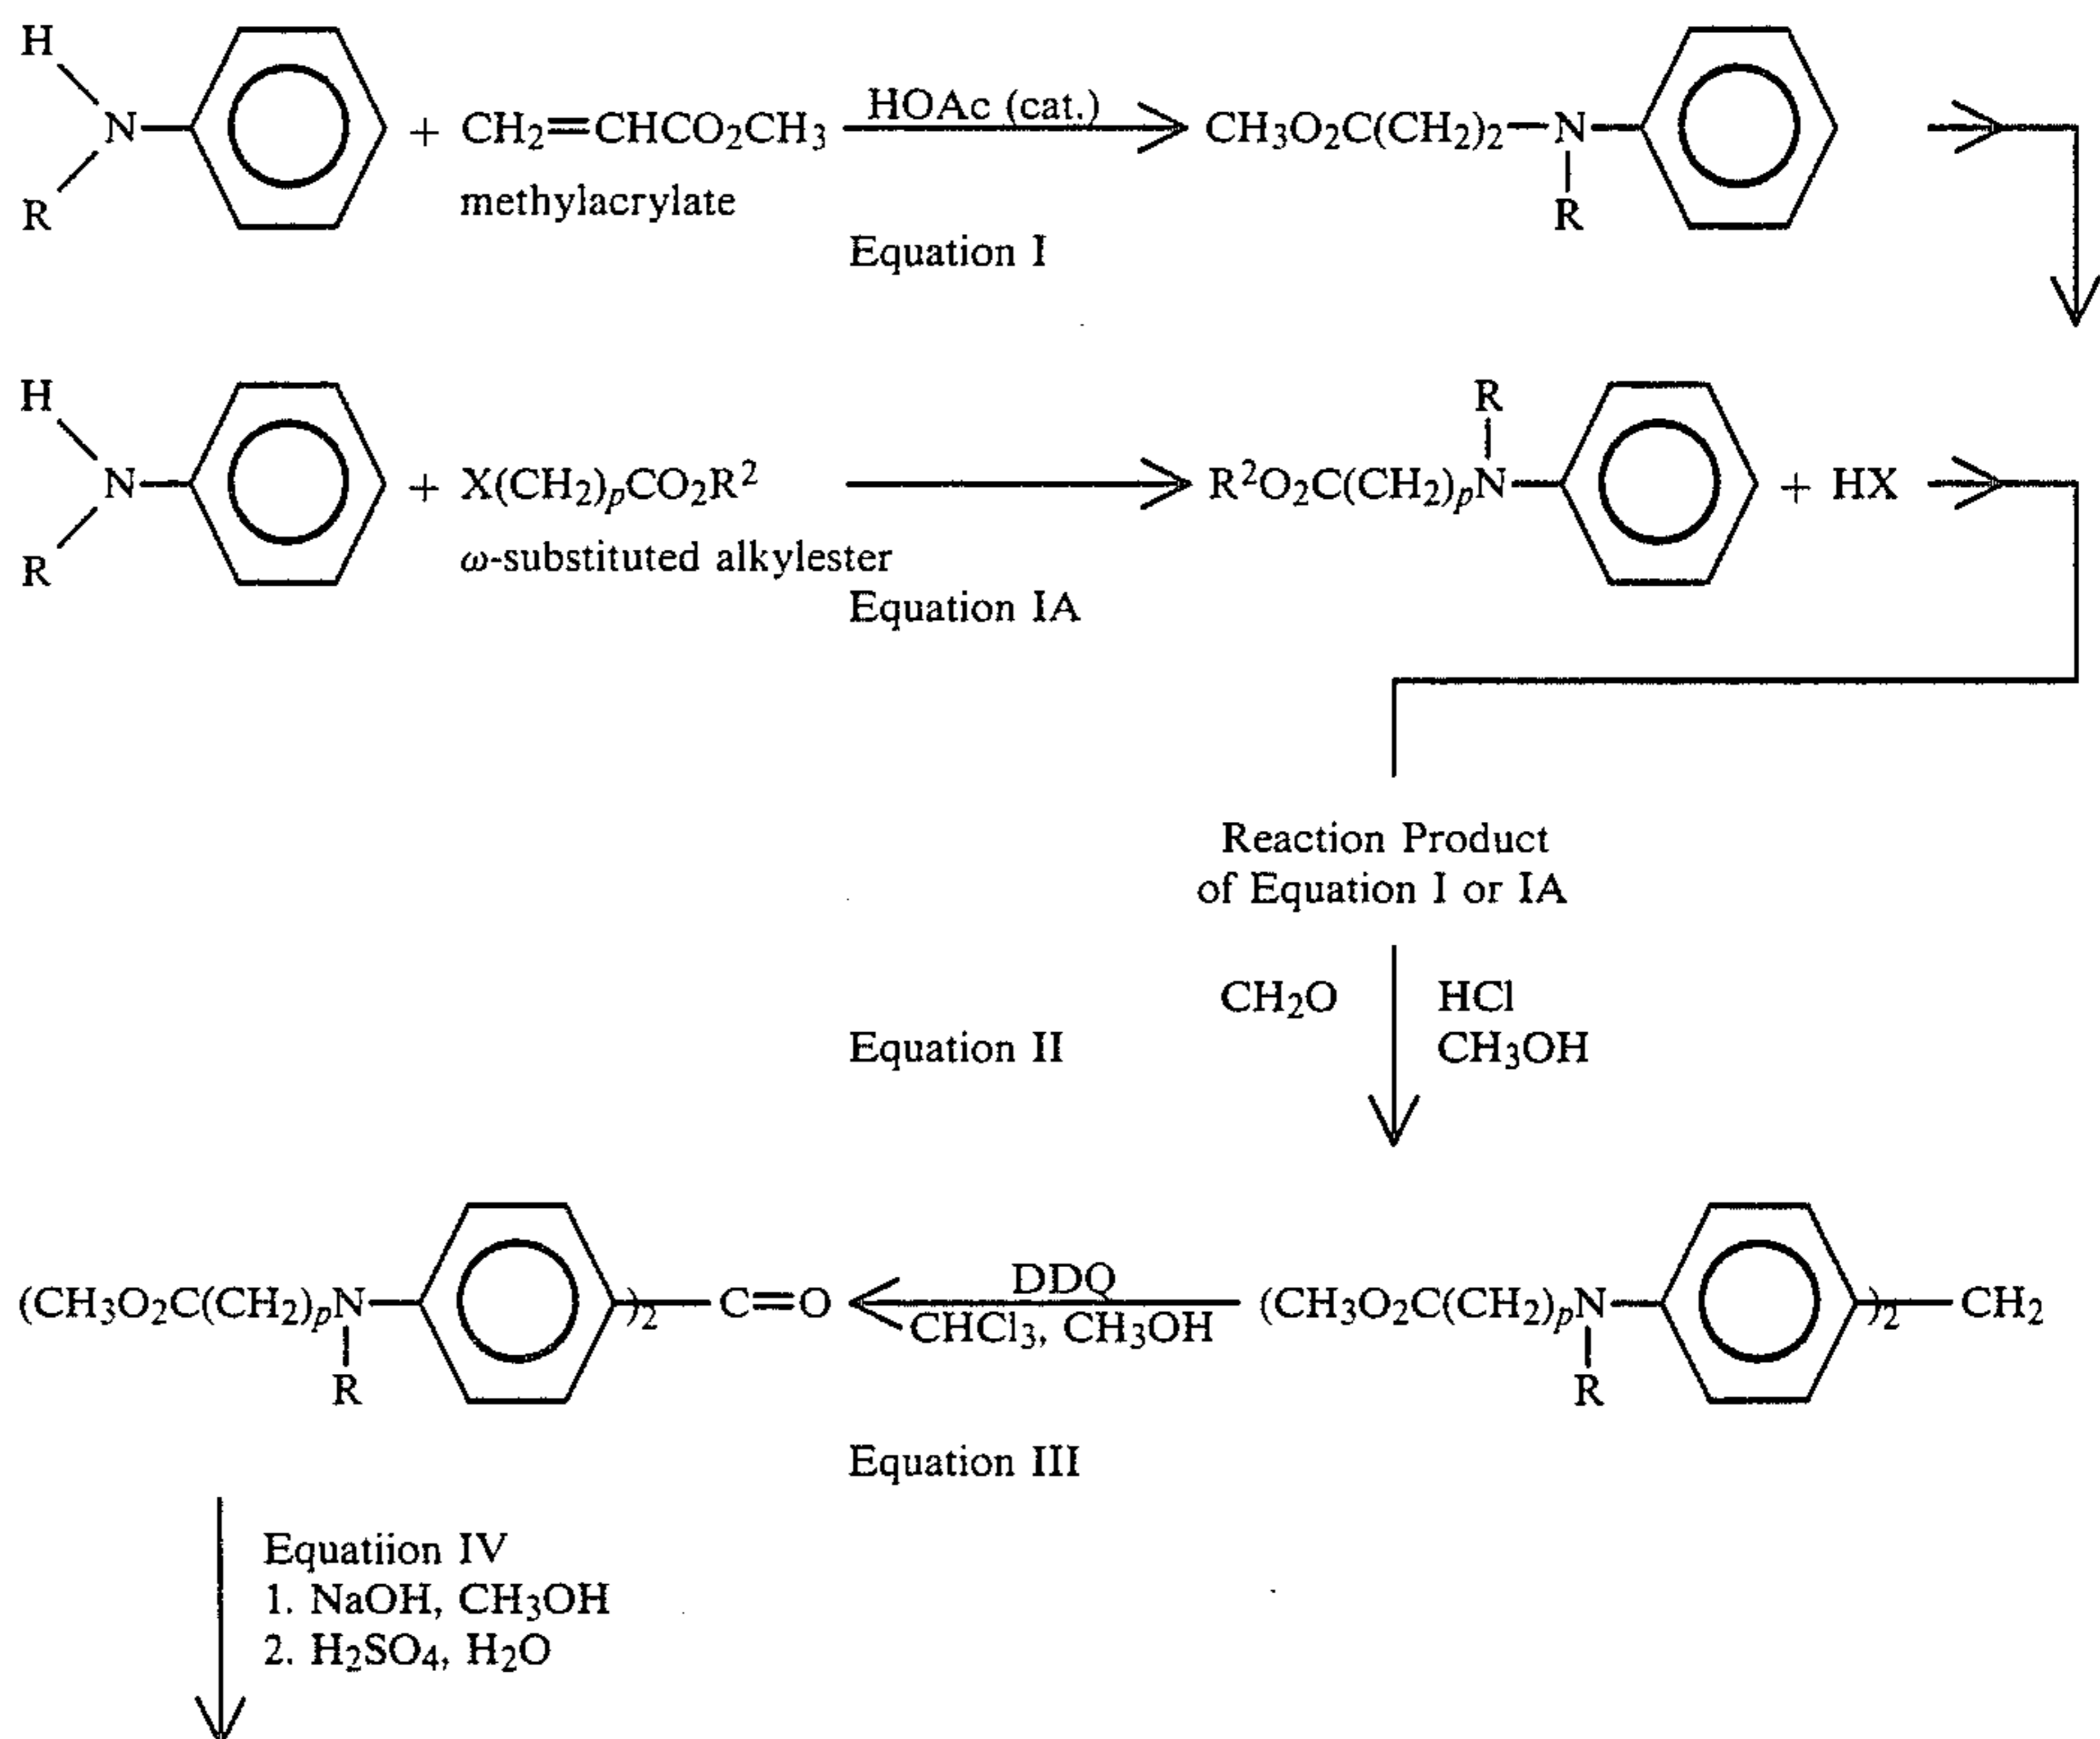 H
N + CH₂=CHCO₂CH₃ HOAc (cat.) CH₃O₂C(CH₂)₂—N
R methylacrylate R
Equation I
H R
N + X(CH₂)ₚCO₂R² R²O₂C(CH₂)ₚN + HX
R ω-substituted alkylester
Equation IA
Reaction Product
of Equation I or IA
CH₂O HCl
Equation II CH₃OH
(CH₃O₂C(CH₂)ₚN )₂ C=O DDQ (CH₃O₂C(CH₂)ₚN )₂ CH₂
CHCl₃, CH₃OH
R R
Equation III
Equatiion IV
1. NaOH, CH₃OH
2. H₂SO₄, H₂O